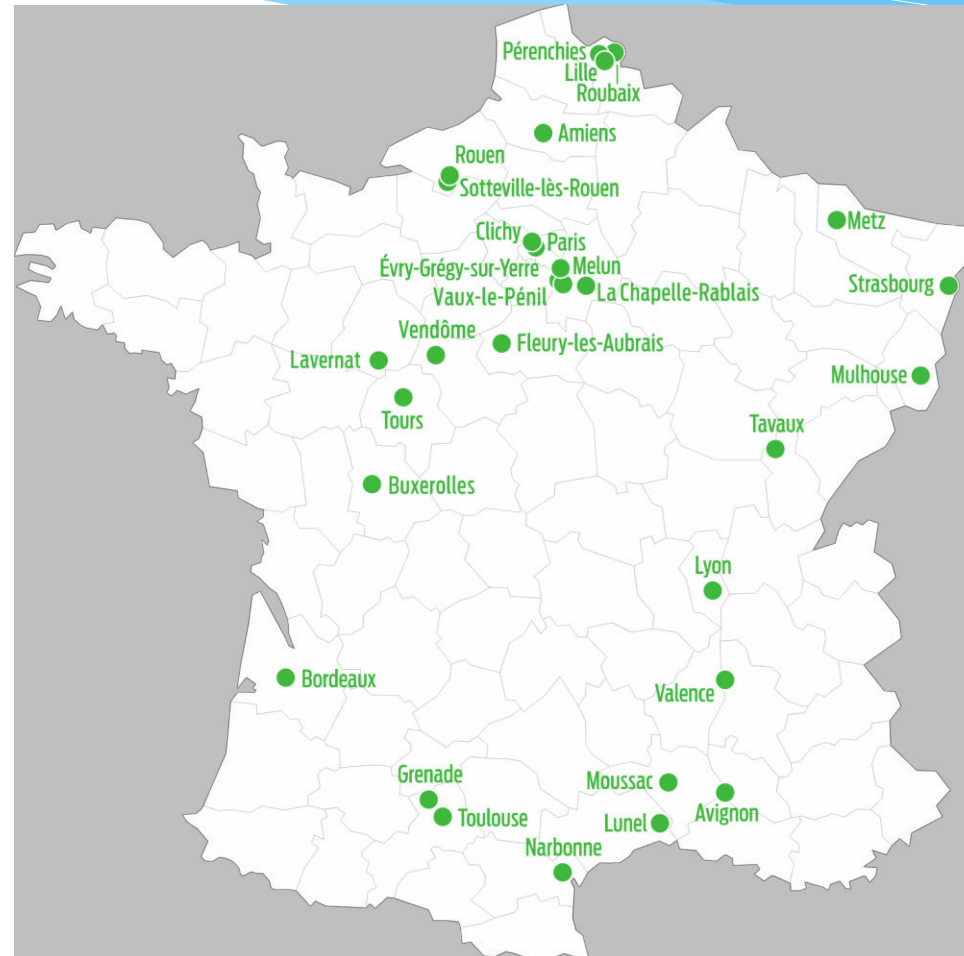 Pérenchies
Lille
Roubaix
Amiens
Rouen
Sotteville-lès-Rouen
Metz
Clichy
Paris
Évry-Grégy-sur-Yerre
Melun
Strasbourg
Vaux-le-Pénil
La Chapelle-Rablais
Vendôme
Fleury-les-Aubrais
Lavernat
Mulhouse
Tours
Tavaux
Buxerolles
Lyon
Bordeaux
Valence
Grenade
Moussac
Avignon
Toulouse
Lunel
Narbonne